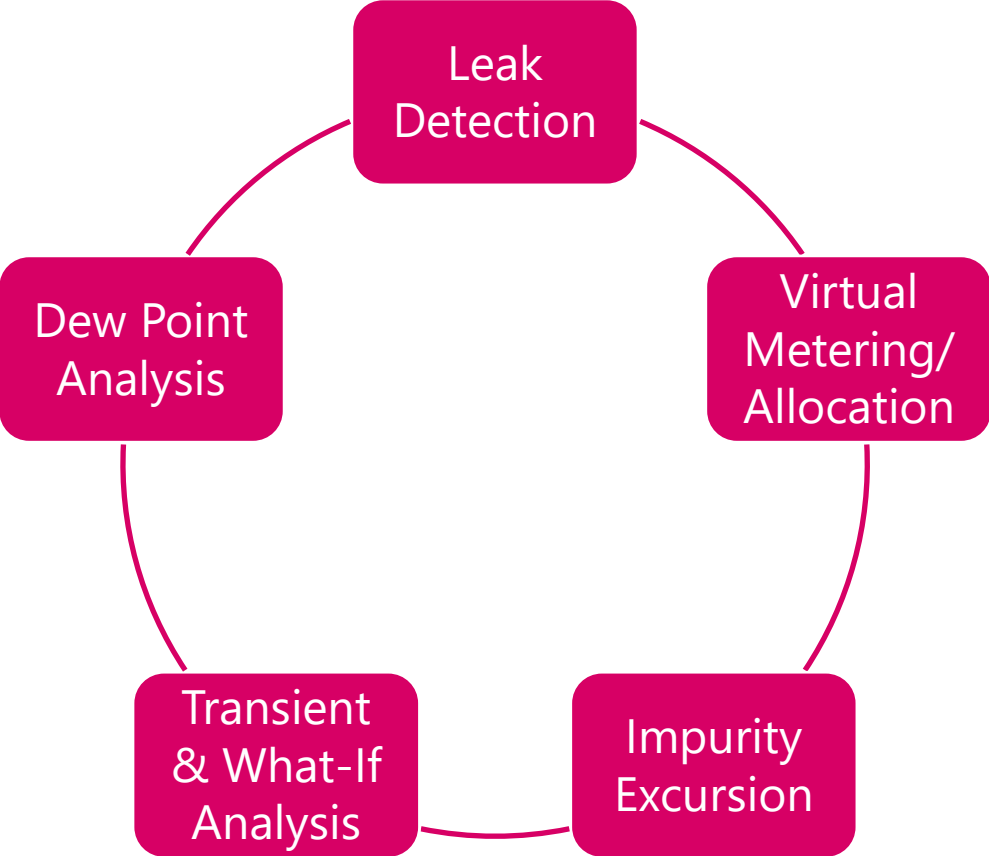 Leak
Detection
Virtual
Metering/
Allocation
Impurity
Excursion
Transient
& What-If
Analysis
Dew Point
Analysis